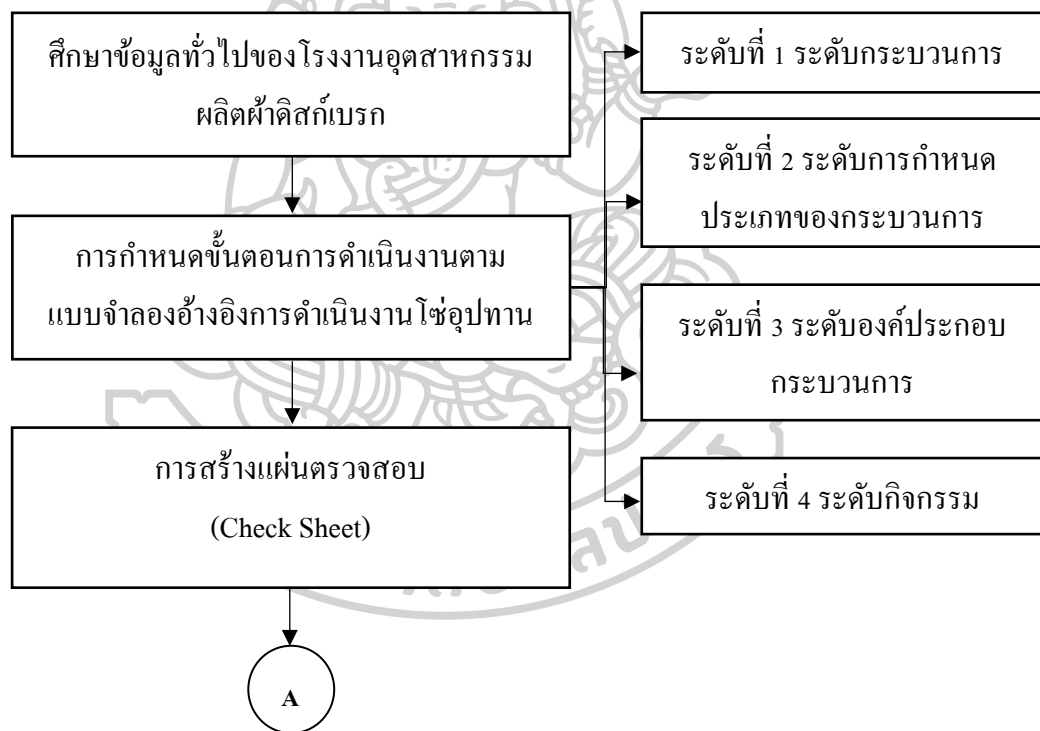 ศึกษาข้อมูลทั่วไปของโรงงานอุตสาหกรรม
ผลิตผ้าดิสก์เบรก
การกำหนดขั้นตอนการดำเนินงานตาม
แบบจำลองอ้างอิงการดำเนินงานโซ่อุปทาน
การสร้างแผ่นตรวจสอบ
(Check Sheet)
A
ระดับที่ 1 ระดับกระบวนการ
ระดับที่ 2 ระดับการกำหนด
ประเภทของกระบวนการ
ระดับที่ 3 ระดับองค์ประกอบ
กระบวนการ
ระดับที่ 4 ระดับกิจกรรม